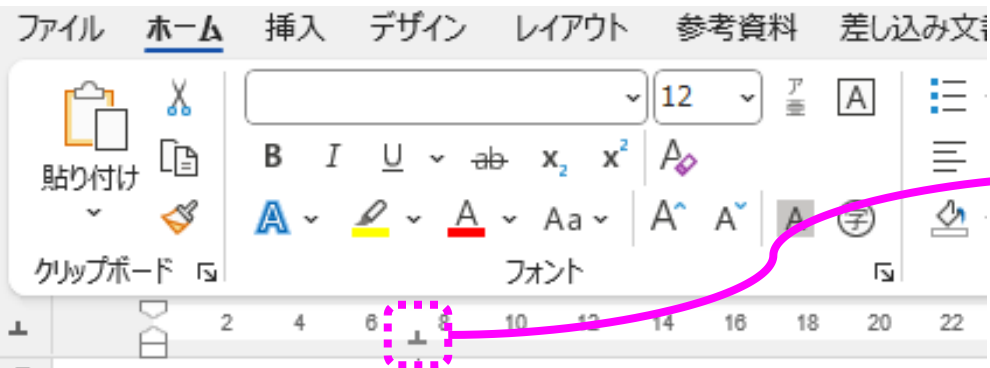 ファイル ホーム 挿入 デザイン レイアウト 参考資料 差し込み文
12 ア亜 A
貼り付け B I U ab x₂ x² A
A A Aa A A A 字
クリップボード フォント
2 4 6 8 10 12 14 16 18 20 22